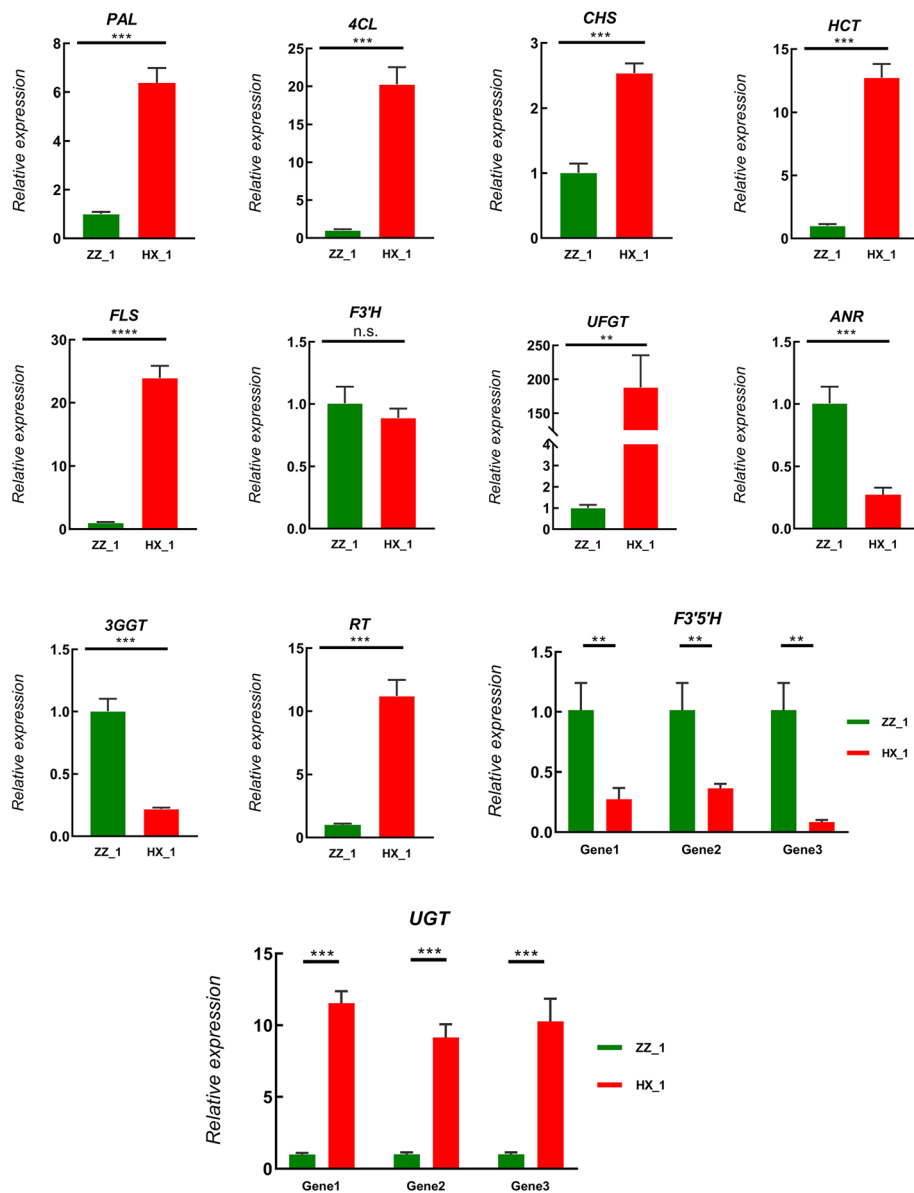 PAL
***
Relative expression
8
6
4
2
0
ZZ_1 HX_1
4CL
***
Relative expression
25
20
15
10
5
0
ZZ_1 HX_1
CHS
***
Relative expression
3
2
1
0
ZZ_1 HX_1
HCT
***
Relative expression
15
10
5
0
ZZ_1 HX_1
FLS
****
Relative expression
30
20
10
0
ZZ_1 HX_1
F3'H
n.s.
Relative expression
1.5
1.0
0.5
0.0
ZZ_1 HX_1
UFGT
**
Relative expression
250
200
150
4
3
2
1
0
ZZ_1 HX_1
ANR
***
Relative expression
1.5
1.0
0.5
0.0
ZZ_1 HX_1
3GGT
***
Relative expression
1.5
1.0
0.5
0.0
ZZ_1 HX_1
RT
***
Relative expression
15
10
5
0
ZZ_1 HX_1
F3'5'H
** ** **
Relative expression
1.5
1.0
0.5
0.0
Gene1 Gene2 Gene3
ZZ_1
HX_1
UGT
*** *** ***
Relative expression
15
10
5
0
Gene1 Gene2 Gene3
ZZ_1
HX_1